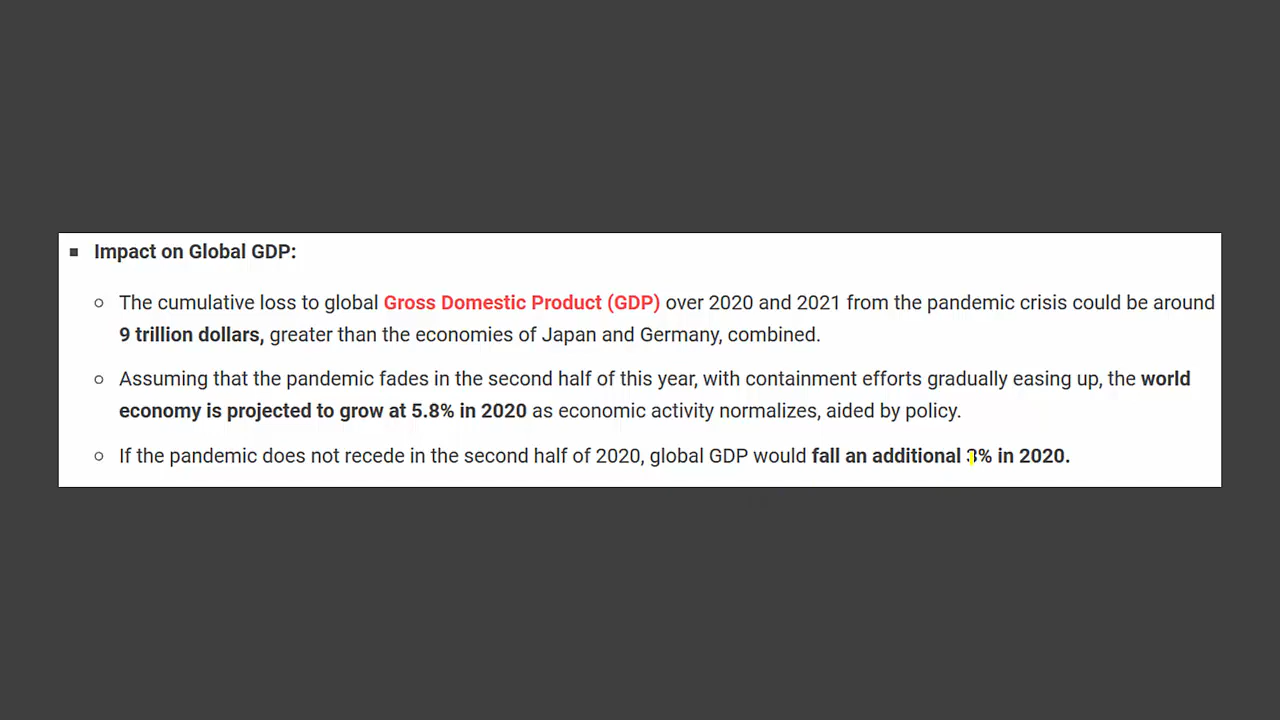 Impact on Global GDP:
The cumulative loss to global Gross Domestic Product (GDP) over 2020 and 2021 from the pandemic crisis could be around
9 trillion dollars, greater than the economies of Japan and Germany, combined.
Assuming that the pandemic fades in the second half of this year, with containment efforts gradually easing up, the world
economy is projected to grow at 5.8% in 2020 as economic activity normalizes, aided by policy.
If the pandemic does not recede in the second half of 2020, global GDP would fall an additional 3% in 2020.